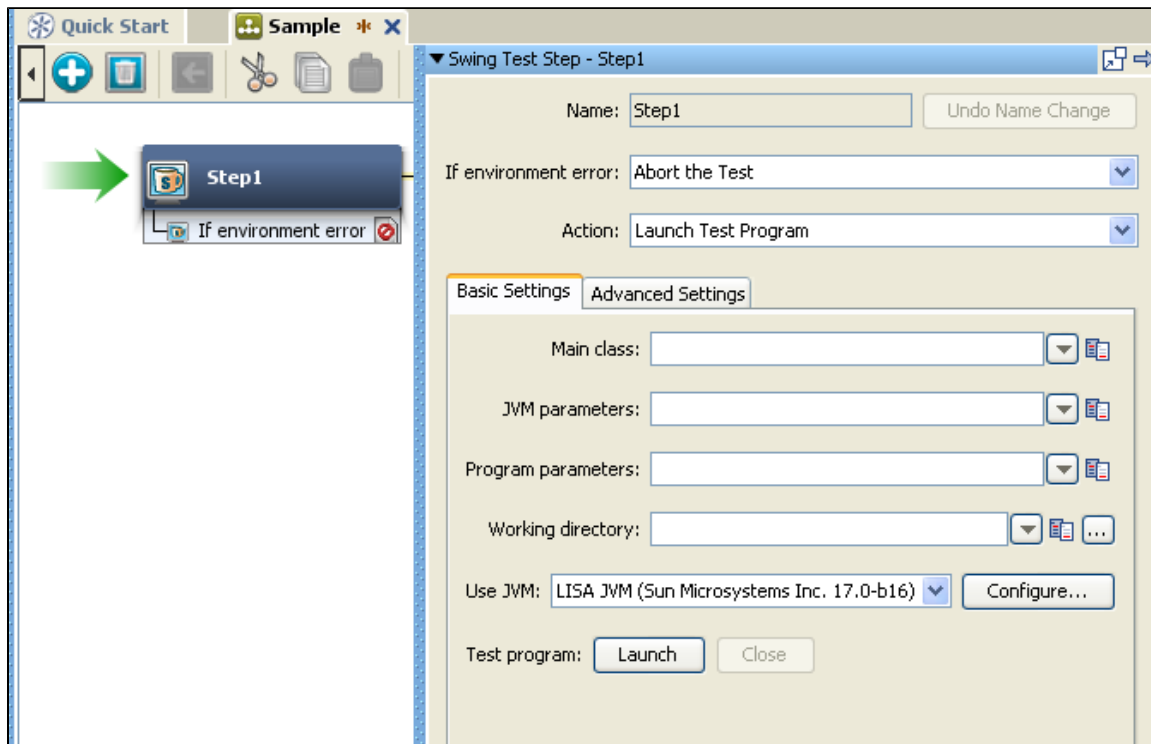 Quick Start
Sample
Swing Test Step - Step1
Name: Step1 Undo Name Change
Step1
If environment error
If environment error: Abort the Test
Action: Launch Test Program
Basic Settings Advanced Settings
Main class:
JVM parameters:
Program parameters:
Working directory: ...
Use JVM: LISA JVM (Sun Microsystems Inc. 17.0-b16) Configure...
Test program: Launch Close